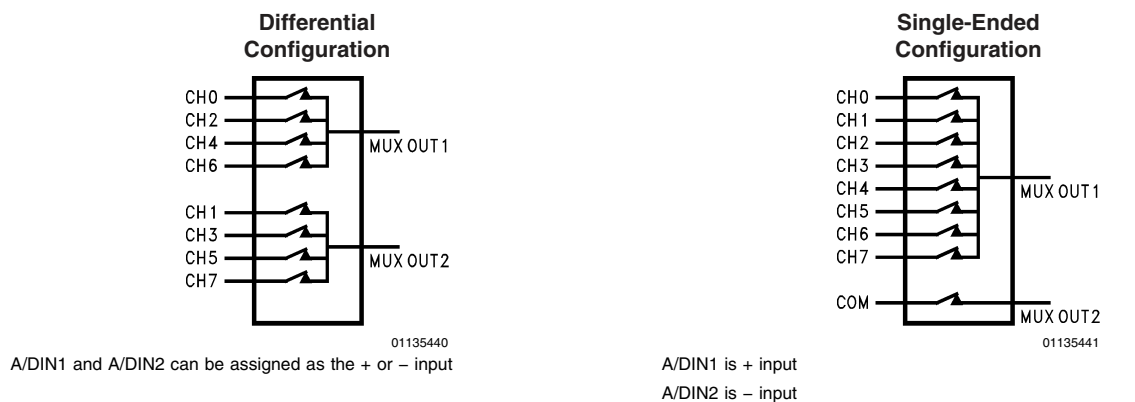 Differential
Configuration
CH0
CH2
CH4
CH6
MUX OUT1
CH1
CH3
CH5
CH7
MUX OUT2
01135440
A/DIN1 and A/DIN2 can be assigned as the + or − input
Single-Ended
Configuration
CH0
CH1
CH2
CH3
CH4
CH5
CH6
CH7
MUX OUT1
COM
MUX OUT2
01135441
A/DIN1 is + input
A/DIN2 is − input